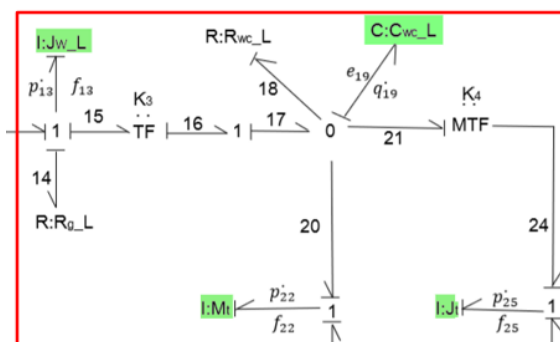 I:JW_L
R:RWC_L
C:CWC_L
ṗ13 f13
e19
q̇19
18
K3
K4
1 15 TF 16 1 17 0 21 MTF
14
R:Rg_L
20
24
I:Mt ṗ22 f22 1
I:Jt ṗ25 f25 1